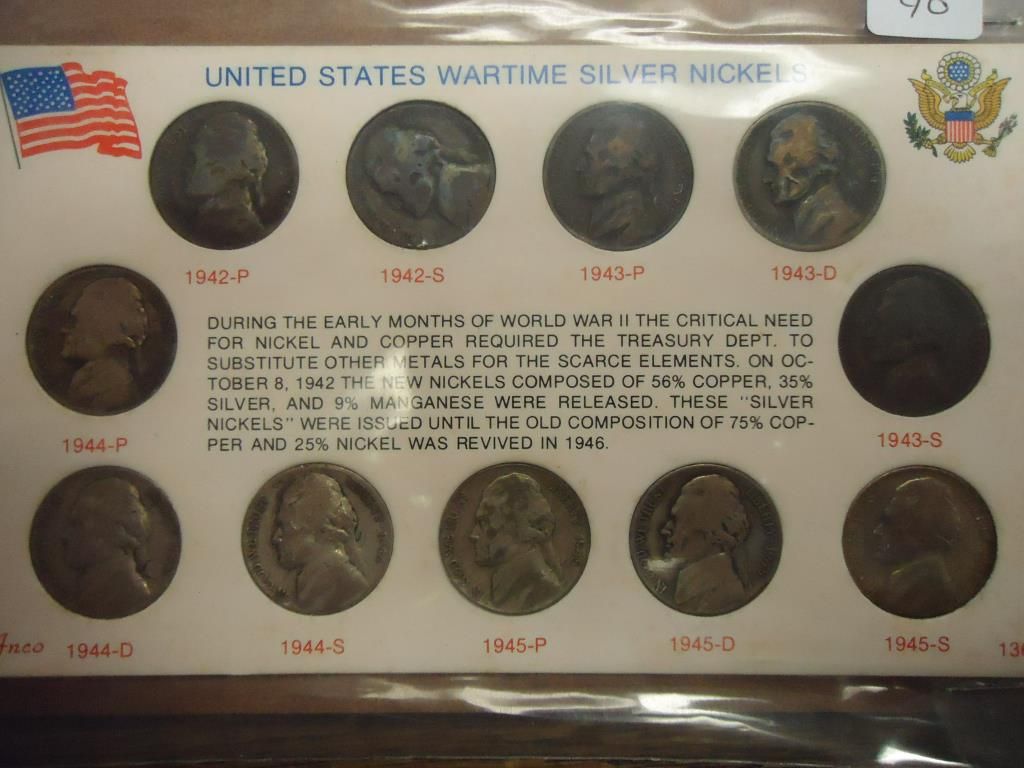 96
UNITED STATES WARTIME SILVER NICKELS
1942-P 1942-S 1943-P 1943-D
DURING THE EARLY MONTHS OF WORLD WAR II THE CRITICAL NEED
FOR NICKEL AND COPPER REQUIRED THE TREASURY DEPT. TO
SUBSTITUTE OTHER METALS FOR THE SCARCE ELEMENTS. ON OC-
TOBER 8, 1942 THE NEW NICKELS COMPOSED OF 56% COPPER, 35%
SILVER, AND 9% MANGANESE WERE RELEASED. THESE "SILVER
NICKELS" WERE ISSUED UNTIL THE OLD COMPOSITION OF 75% COP-
PER AND 25% NICKEL WAS REVIVED IN 1946.
1944-P 1943-S
Anco 1944-D 1944-S 1945-P 1945-D 1945-S